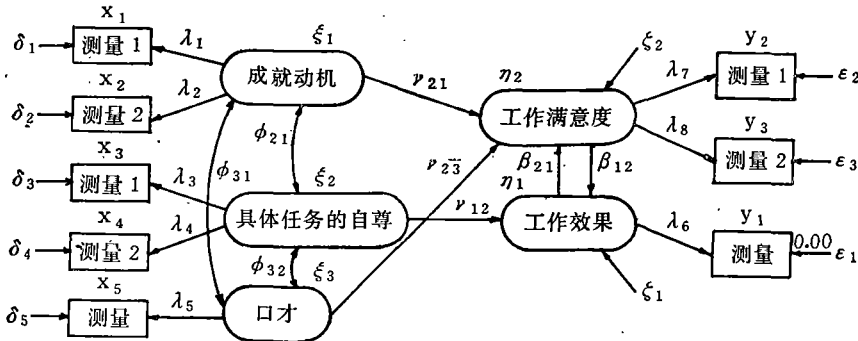 x₁
δ₁
测量 1
λ₁
ξ₁
成就动机
x₂
δ₂
测量 2
λ₂
ν₂₁
η₂
ξ₂
工作满意度
λ₇
y₂
测量 1
ε₂
x₃
δ₃
测量 1
λ₃
φ₂₁
φ₃₁
ξ₂
具体任务的自尊
ν₂₃
β₂₁
β₁₂
λ₈
y₃
测量 2
ε₃
x₄
δ₄
测量 2
λ₄
ν₁₂
η₁
工作效果
λ₆
y₁
测量
0.00
ε₁
φ₃₂
ξ₃
ξ₁
x₅
δ₅
测量
λ₅
口才